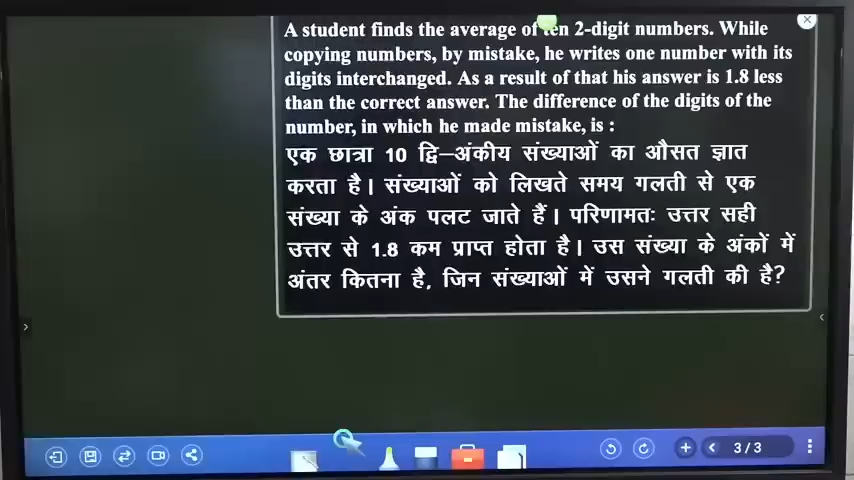 A student finds the average of ten 2-digit numbers. While
copying numbers, by mistake, he writes one number with its
digits interchanged. As a result of that his answer is 1.8 less
than the correct answer. The difference of the digits of the
number, in which he made mistake, is :
एक छात्रा 10 द्वि–अंकीय संख्याओं का औसत ज्ञात
करता है। संख्याओं को लिखते समय गलती से एक
संख्या के अंक पलट जाते हैं। परिणामतः उत्तर सही
उत्तर से 1.8 कम प्राप्त होता है। उस संख्या के अंकों में
अंतर कितना है, जिन संख्याओं में उसने गलती की है?
3/3